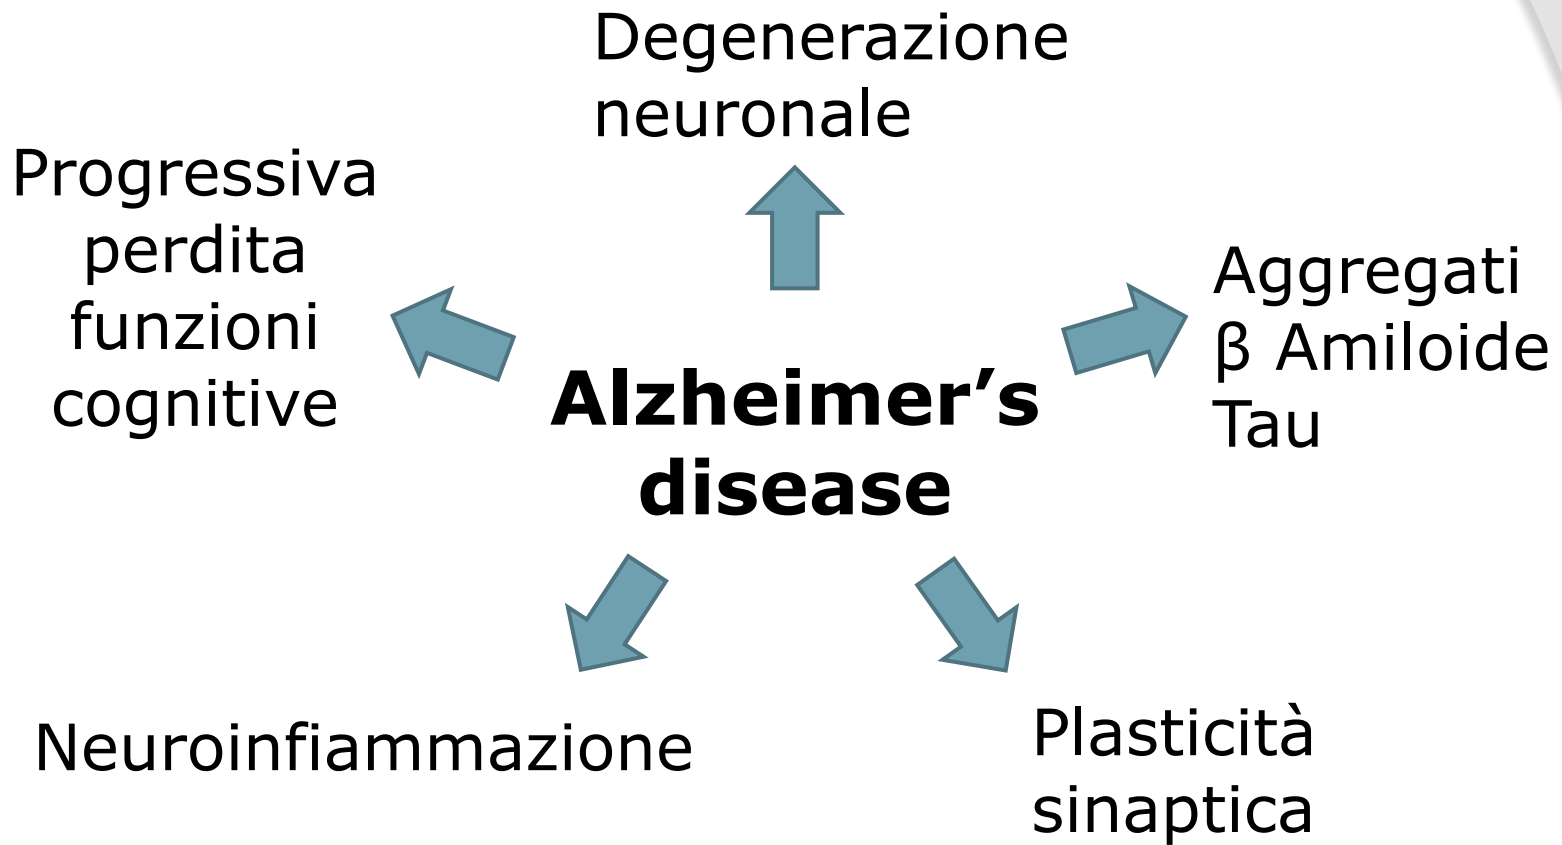 Degenerazione
neuronale
Progressiva
perdita
funzioni
cognitive
Aggregati
β Amiloide
Tau
Alzheimer’s
disease
Neuroinfiammazione
Plasticità
sinaptica